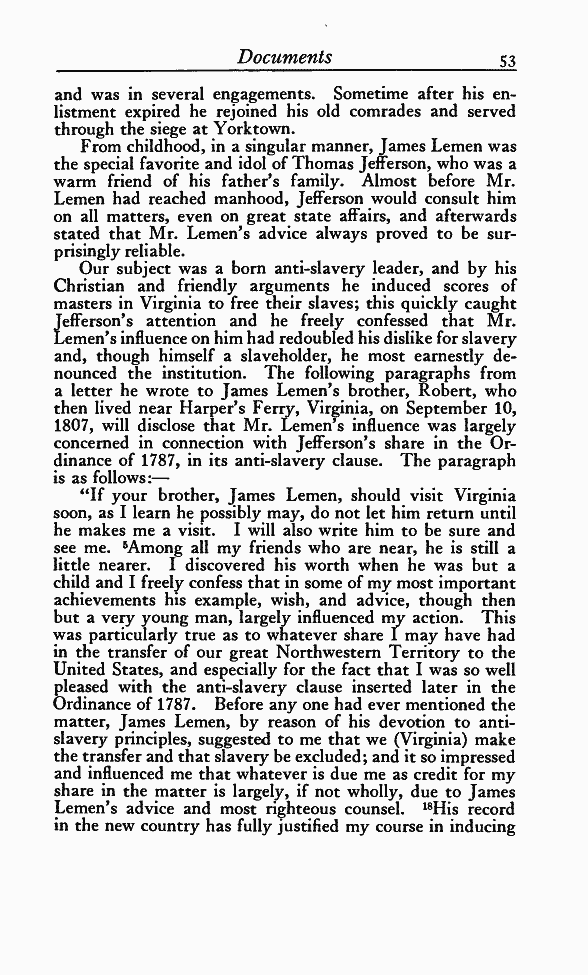 Documents 53
and was in several engagements. Sometime after his en-
listment expired he rejoined his old comrades and served
through the siege at Yorktown.
From childhood, in a singular manner, James Lemen was
the special favorite and idol of Thomas Jefferson, who was a
warm friend of his father's family. Almost before Mr.
Lemen had reached manhood, Jefferson would consult him
on all matters, even on great state affairs, and afterwards
stated that Mr. Lemen's advice always proved to be sur-
prisingly reliable.
Our subject was a born anti-slavery leader, and by his
Christian and friendly arguments he induced scores of
masters in Virginia to free their slaves; this quickly caught
Jefferson's attention and he freely confessed that Mr.
Lemen's influence on him had redoubled his dislike for slavery
and, though himself a slaveholder, he most earnestly de-
nounced the institution. The following paragraphs from
a letter he wrote to James Lemen's brother, Robert, who
then lived near Harper's Ferry, Virginia, on September 10,
1807, will disclose that Mr. Lemen's influence was largely
concerned in connection with Jefferson's share in the Or-
dinance of 1787, in its anti-slavery clause. The paragraph
is as follows:—
"If your brother, James Lemen, should visit Virginia
soon, as I learn he possibly may, do not let him return until
he makes me a visit. I will also write him to be sure and
see me. ⁵Among all my friends who are near, he is still a
little nearer. I discovered his worth when he was but a
child and I freely confess that in some of my most important
achievements his example, wish, and advice, though then
but a very young man, largely influenced my action. This
was particularly true as to whatever share I may have had
in the transfer of our great Northwestern Territory to the
United States, and especially for the fact that I was so well
pleased with the anti-slavery clause inserted later in the
Ordinance of 1787. Before any one had ever mentioned the
matter, James Lemen, by reason of his devotion to anti-
slavery principles, suggested to me that we (Virginia) make
the transfer and that slavery be excluded; and it so impressed
and influenced me that whatever is due me as credit for my
share in the matter is largely, if not wholly, due to James
Lemen's advice and most righteous counsel. ¹⁸His record
in the new country has fully justified my course in inducing